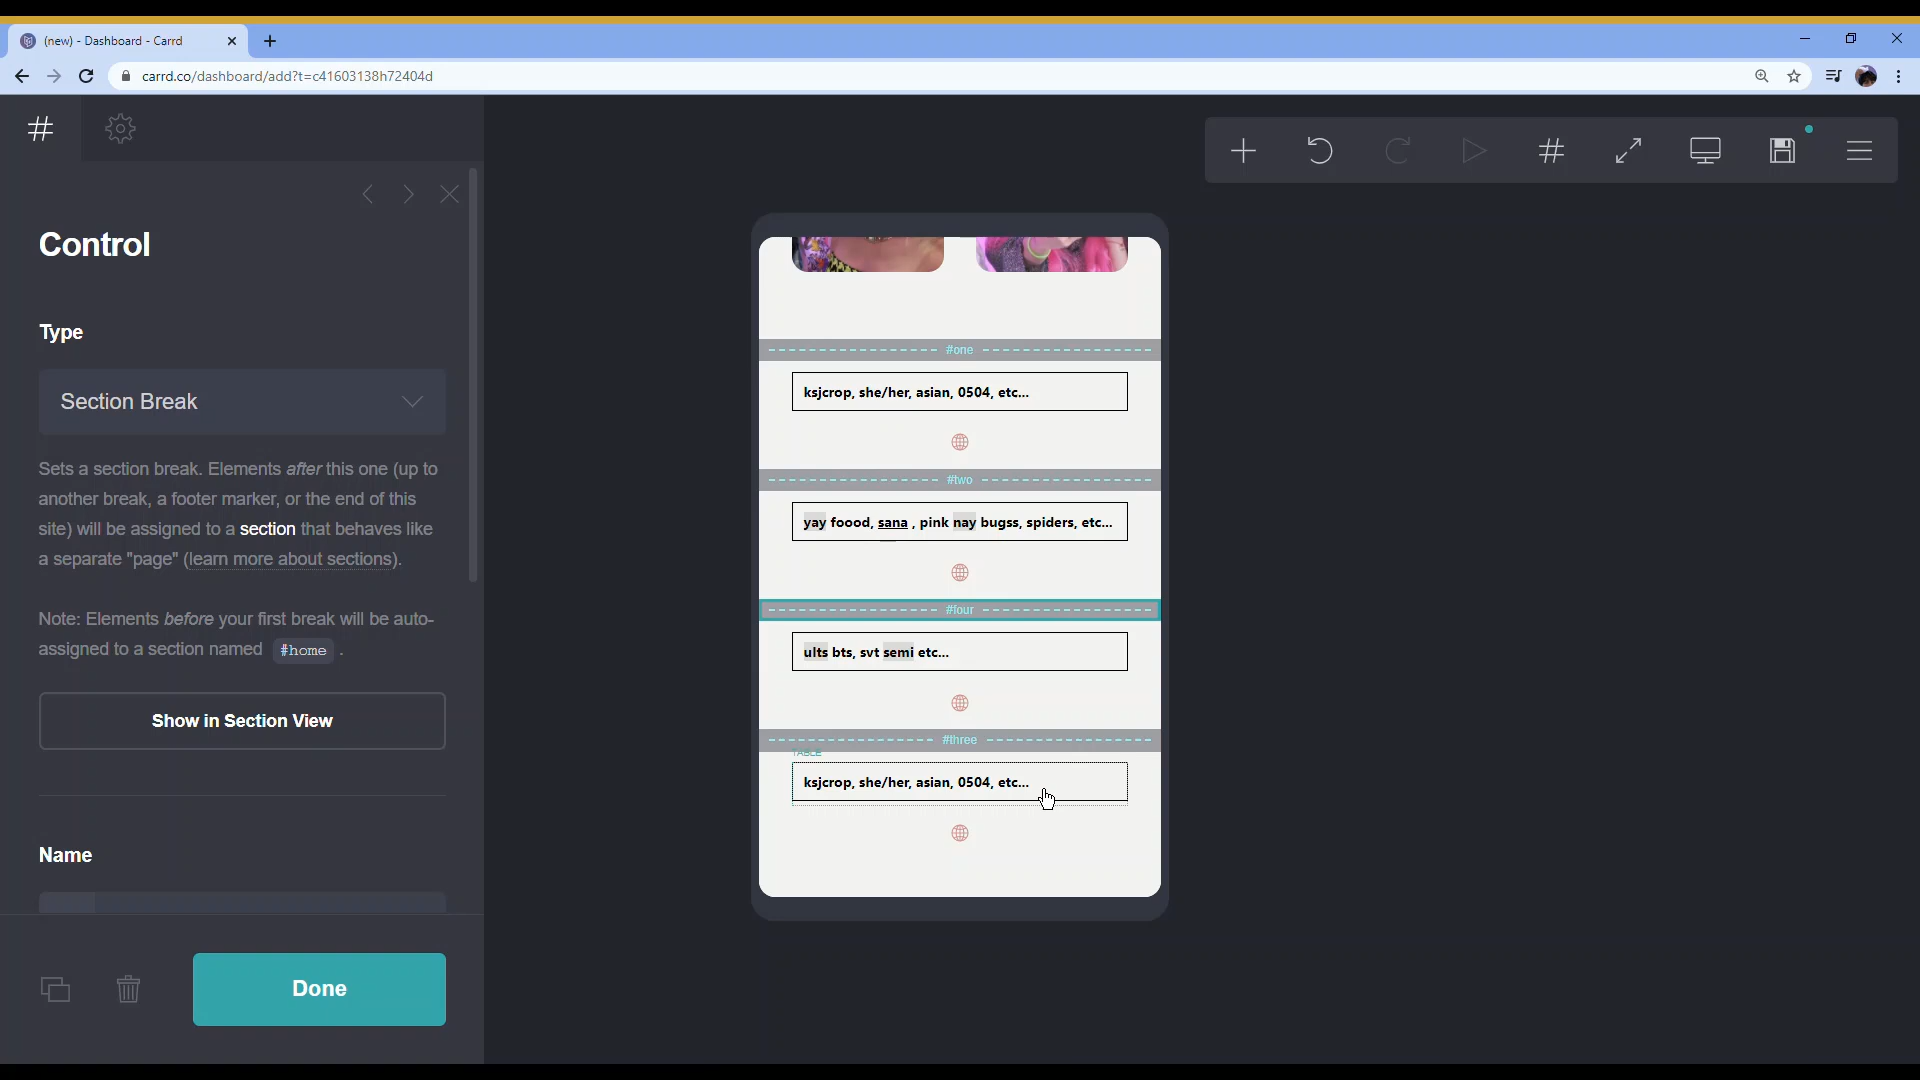 (new) - Dashboard - Carrd
carrd.co/dashboard/add?t=c41603138h72404d
Control
Type
Section Break
Sets a section break. Elements after this one (up to
another break, a footer marker, or the end of this
site) will be assigned to a section that behaves like
a separate "page" (learn more about sections).
Note: Elements before your first break will be auto-
assigned to a section named #home .
Show in Section View
Name
Done
#one
ksjcrop, she/her, asian, 0504, etc...
#two
yay foood, sana , pink nay bugss, spiders, etc...
#four
ults bts, svt semi etc...
#three
TABLE
ksjcrop, she/her, asian, 0504, etc...